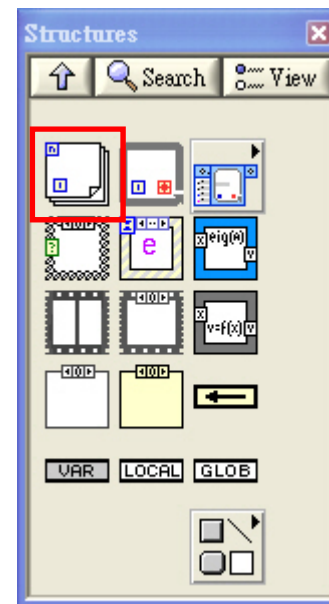 Structures
Search View
N
i i
?
e
x eig(A) v
x v=f(x) v
VAR LOCAL GLOB